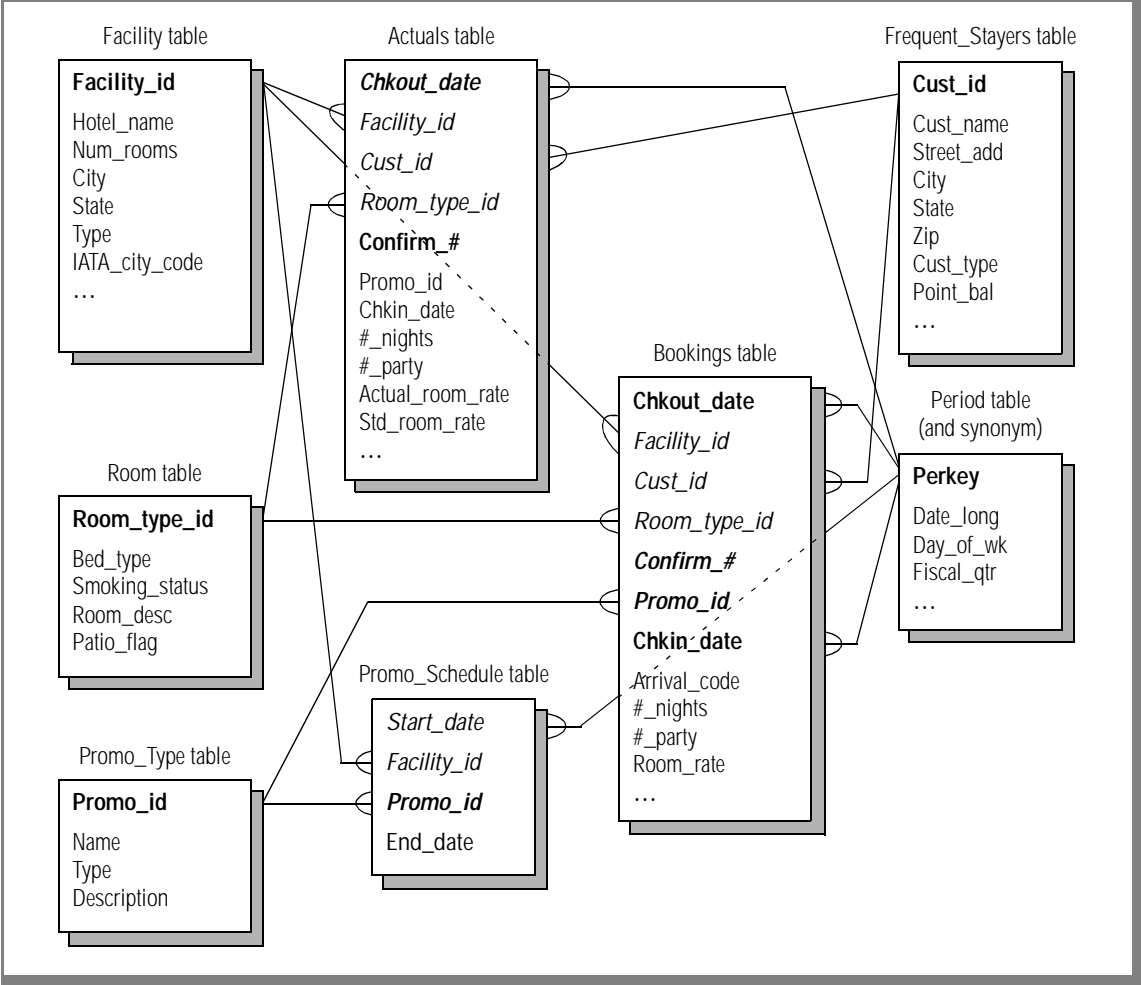 Facility table
Facility_id
Hotel_name
Num_rooms
City
State
Type
IATA_city_code
…
Actuals table
Chkout_date
Facility_id
Cust_id
Room_type_id
Confirm_#
Promo_id
Chkin_date
#_nights
#_party
Actual_room_rate
Std_room_rate
…
Frequent_Stayers table
Cust_id
Cust_name
Street_add
City
State
Zip
Cust_type
Point_bal
…
Bookings table
Chkout_date
Facility_id
Cust_id
Room_type_id
Confirm_#
Promo_id
Chkin_date
Arrival_code
#_nights
#_party
Room_rate
…
Period table
(and synonym)
Perkey
Date_long
Day_of_wk
Fiscal_qtr
…
Room table
Room_type_id
Bed_type
Smoking_status
Room_desc
Patio_flag
Promo_Schedule table
Start_date
Facility_id
Promo_id
End_date
Promo_Type table
Promo_id
Name
Type
Description